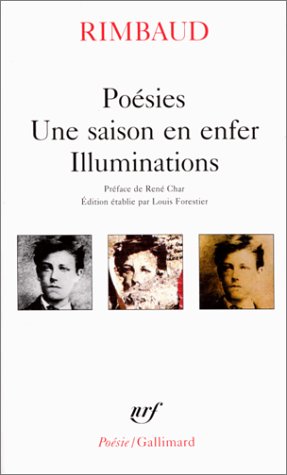 RIMBAUD
Poésies
Une saison en enfer
Illuminations
Préface de René Char
Édition établie par Louis Forestier
nrf
Poésie/Gallimard